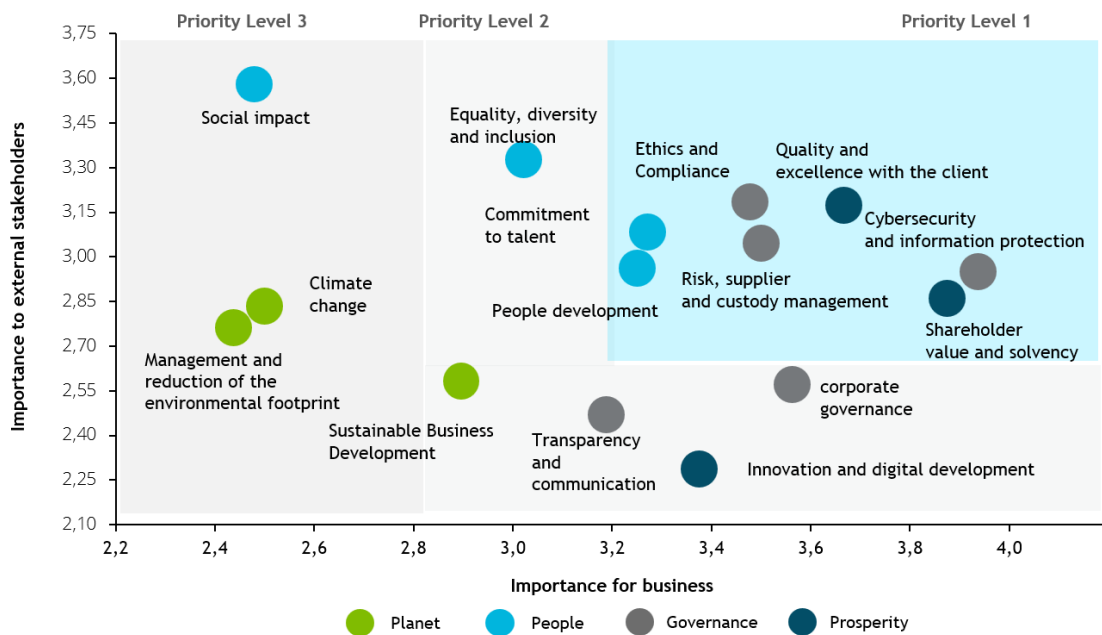 Priority Level 3
Priority Level 2
Priority Level 1
3,75
3,60
3,45
3,30
3,15
3,00
2,85
2,70
2,55
2,40
2,25
2,10
Importance to external stakeholders
Social impact
Equality, diversity
and inclusion
Ethics and
Compliance
Quality and
excellence with the client
Commitment
to talent
Cybersecurity
and information protection
Climate
change
People development
Risk, supplier
and custody management
Shareholder
value and solvency
Management and
reduction of the
environmental footprint
corporate
governance
Sustainable Business
Development
Transparency
and
communication
Innovation and digital development
2,2
2,4
2,6
2,8
3,0
3,2
3,4
3,6
3,8
4,0
Importance for business
Planet
People
Governance
Prosperity